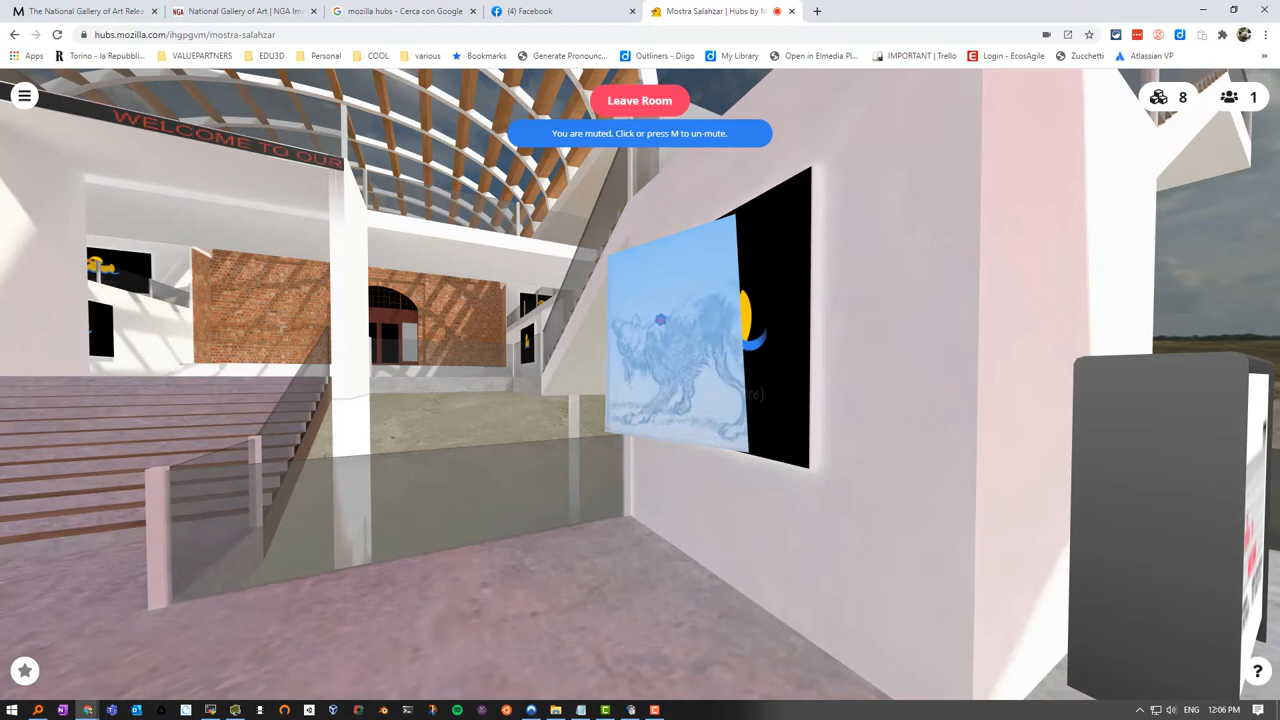 The National Gallery of Art Relea
National Gallery of Art | NGA Ima
mozilla hubs - Cerca con Google
(4) Facebook
Mostra Salahzar | Hubs by M
hubs.mozilla.com/ihgpgvm/mostra-salahzar
Apps
Torino - la Repubbli...
VALUEPARTNERS
EDU3D
Personal
COOL
various
Bookmarks
Generate Pronounc...
Outliners - Diigo
My Library
Open in Elmedia Pl...
IMPORTANT | Trello
Login - EcosAgile
Zucchetti
Atlassian VP
Leave Room
8
1
WELCOME TO OUR
You are muted. Click or press M to un-mute.
?
ENG
12:06 PM